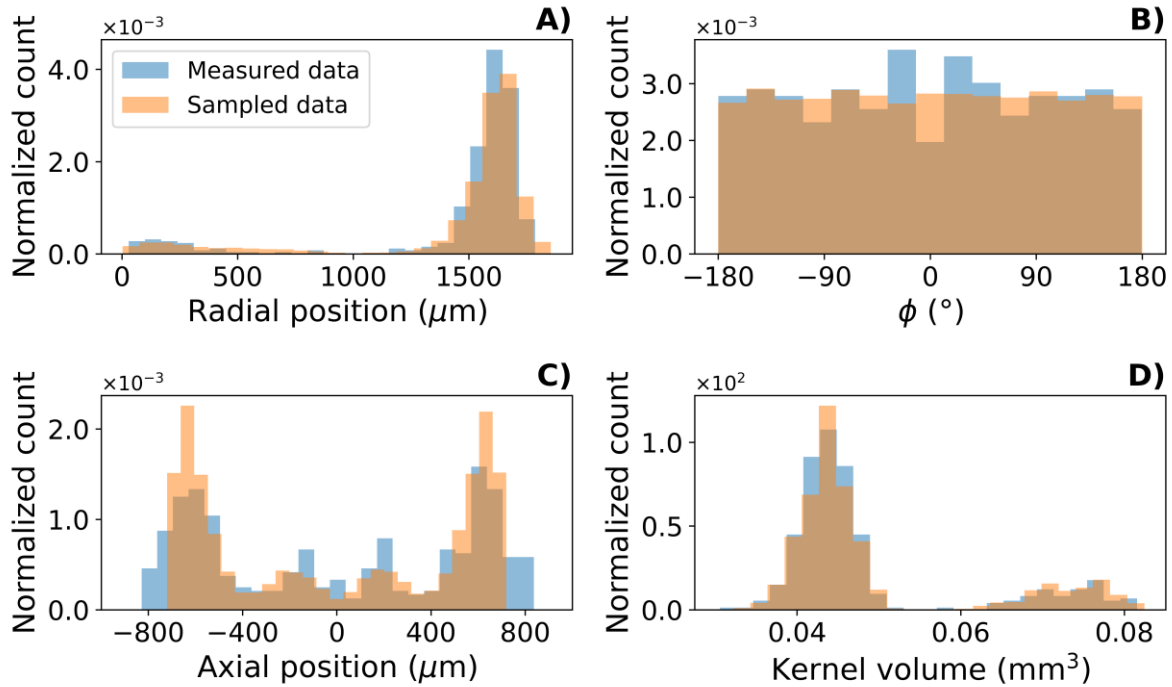 ×10⁻³
A)
Normalized count
4.0
2.0
0.0
Measured data
Sampled data
0
500
1000
1500
Radial position (μm)
×10⁻³
B)
Normalized count
3.0
2.0
1.0
0.0
−180
−90
0
90
180
ϕ (°)
×10⁻³
C)
Normalized count
2.0
1.0
0.0
−800
−400
0
400
800
Axial position (μm)
×10²
D)
Normalized count
1.0
0.5
0.0
0.04
0.06
0.08
Kernel volume (mm³)